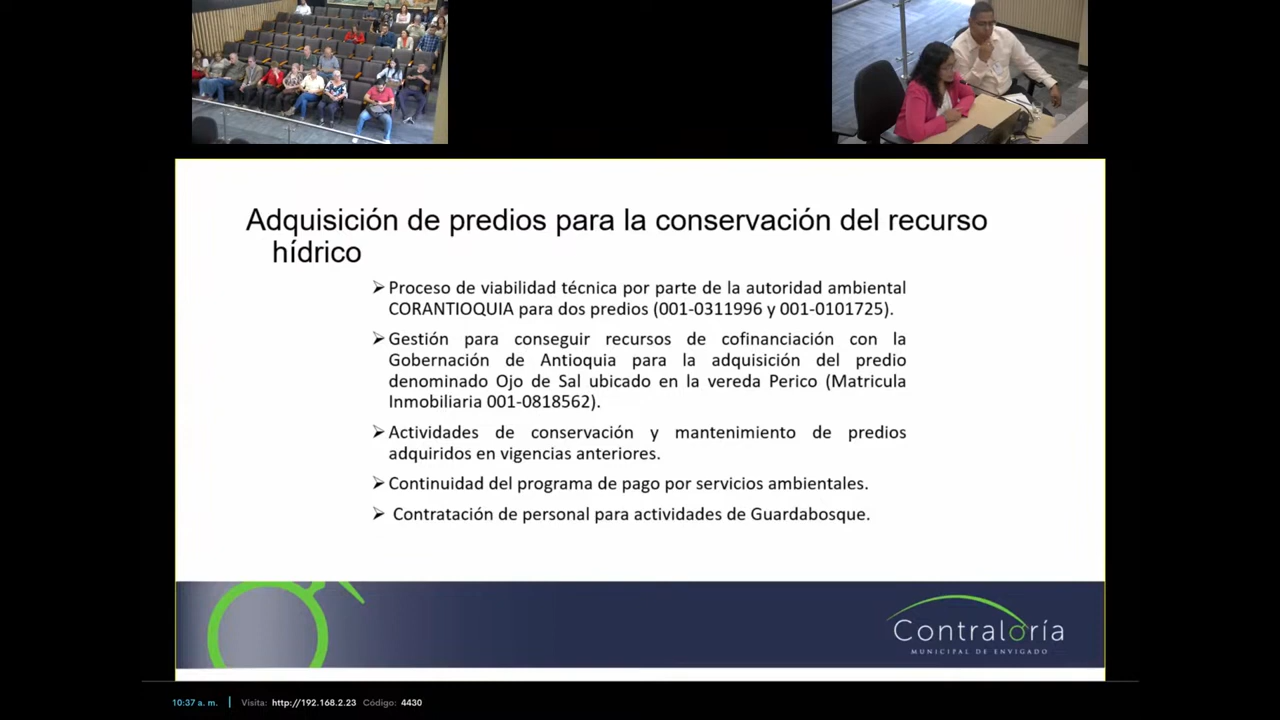 Adquisición de predios para la conservación del recurso
hídrico
➢ Proceso de viabilidad técnica por parte de la autoridad ambiental
CORANTIOQUIA para dos predios (001-0311996 y 001-0101725).
➢ Gestión para conseguir recursos de cofinanciación con la
Gobernación de Antioquia para la adquisición del predio
denominado Ojo de Sal ubicado en la vereda Perico (Matricula
Inmobiliaria 001-0818562).
➢ Actividades de conservación y mantenimiento de predios
adquiridos en vigencias anteriores.
➢ Continuidad del programa de pago por servicios ambientales.
➢ Contratación de personal para actividades de Guardabosque.
Contraloría
MUNICIPAL DE ENVIGADO
10:37 a. m. | Visita: http://192.168.2.23 Código: 4430